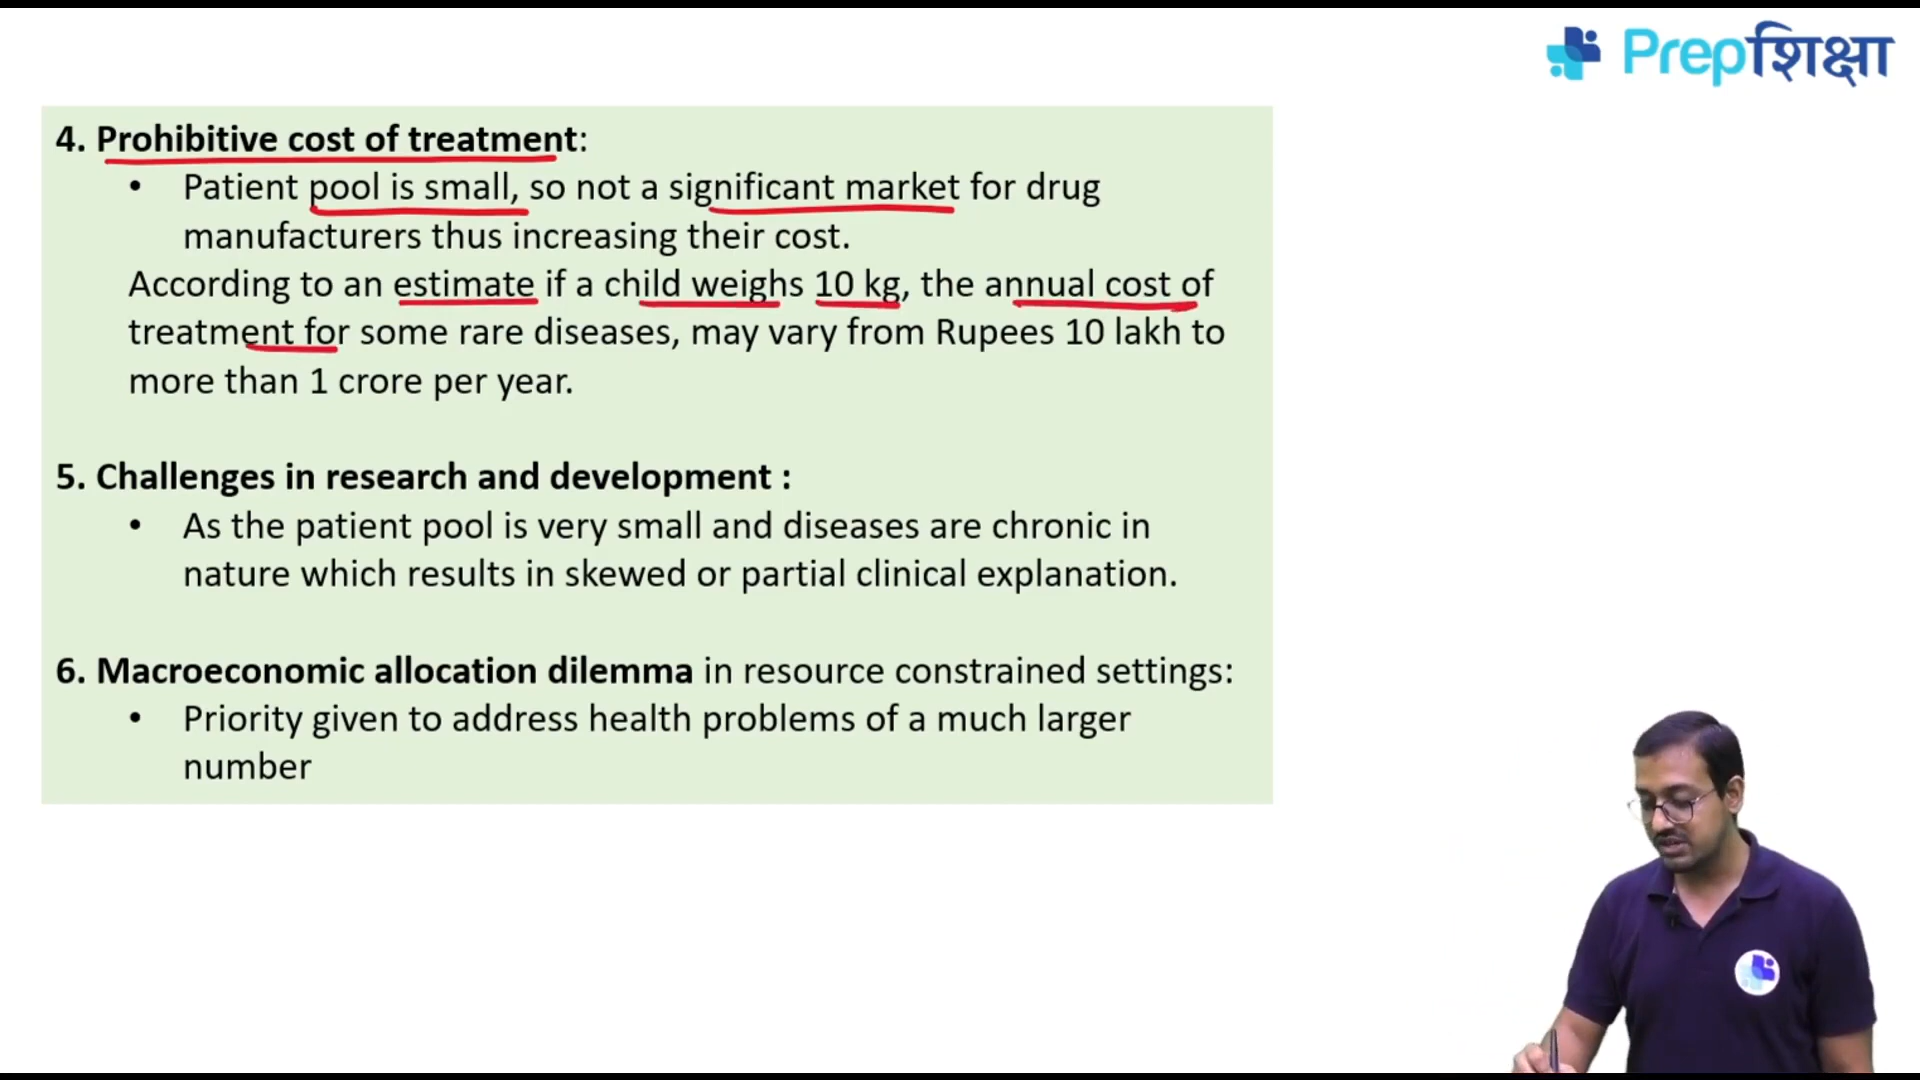 Prepशिक्षा
4. Prohibitive cost of treatment:
• Patient pool is small, so not a significant market for drug
manufacturers thus increasing their cost.
According to an estimate if a child weighs 10 kg, the annual cost of
treatment for some rare diseases, may vary from Rupees 10 lakh to
more than 1 crore per year.
5. Challenges in research and development :
• As the patient pool is very small and diseases are chronic in
nature which results in skewed or partial clinical explanation.
6. Macroeconomic allocation dilemma in resource constrained settings:
• Priority given to address health problems of a much larger
number